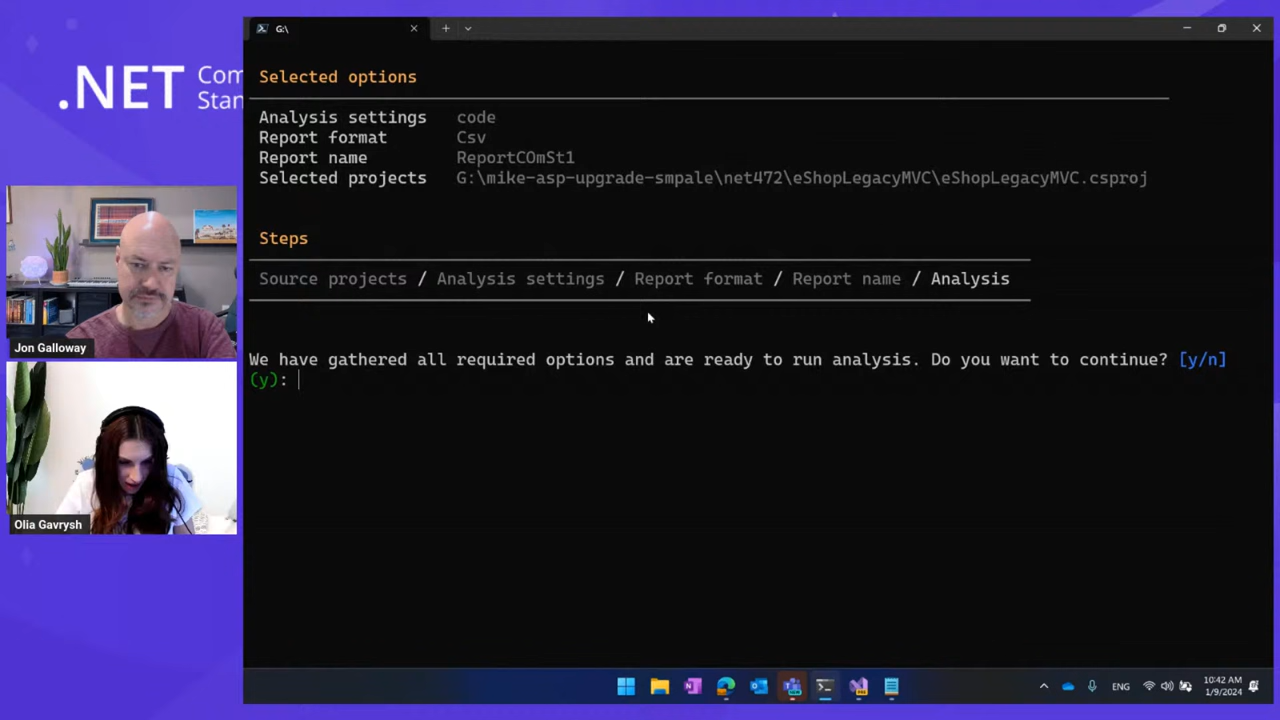 .NET
Com
Stan
G:\
Selected options
Analysis settings code
Report format Csv
Report name ReportCOmSt1
Selected projects G:\mike-asp-upgrade-smpale\net472\eShopLegacyMVC\eShopLegacyMVC.csproj
Steps
Source projects / Analysis settings / Report format / Report name / Analysis
We have gathered all required options and are ready to run analysis. Do you want to continue? [y/n]
(y):
Jon Galloway
Olia Gavrysh
ENG
10:42 AM
1/9/2024